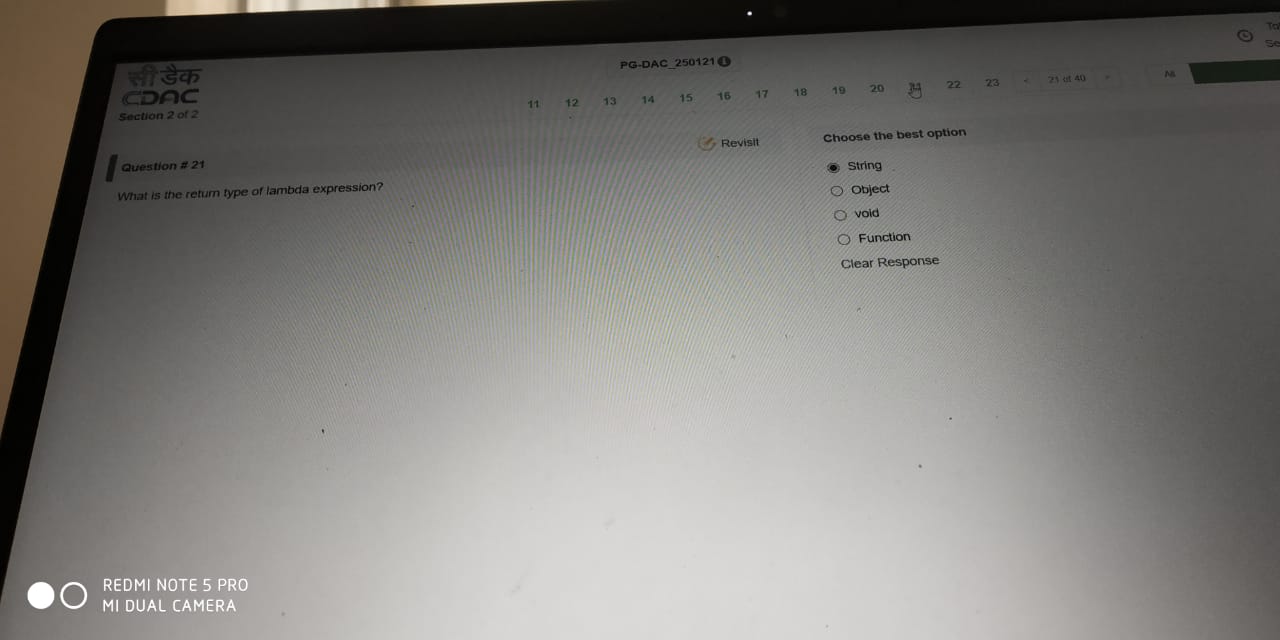 सी डैक
CDAC
Section 2 of 2
PG-DAC_250121
11 12 13 14 15 16 17 18 19 20 22 23 < 21 of 40 > All
Question # 21
Revisit
What is the return type of lambda expression?
Choose the best option
String
Object
void
Function
Clear Response
REDMI NOTE 5 PRO
MI DUAL CAMERA